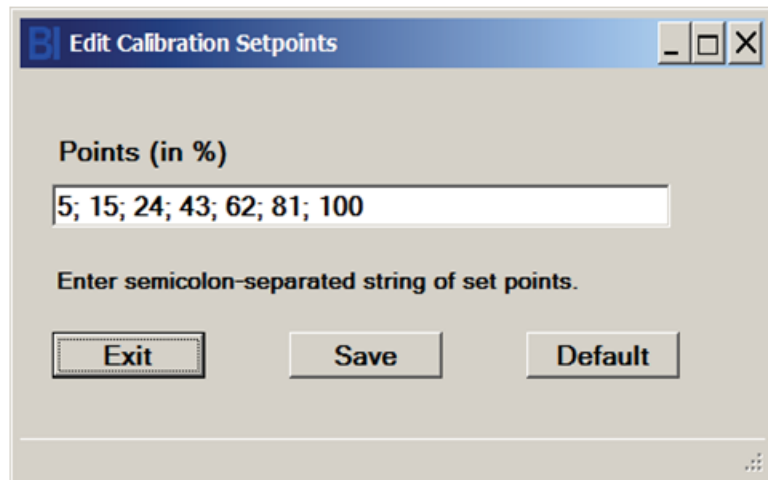 BI Edit Calibration Setpoints
Points (in %)
5; 15; 24; 43; 62; 81; 100
Enter semicolon-separated string of set points.
Exit Save Default